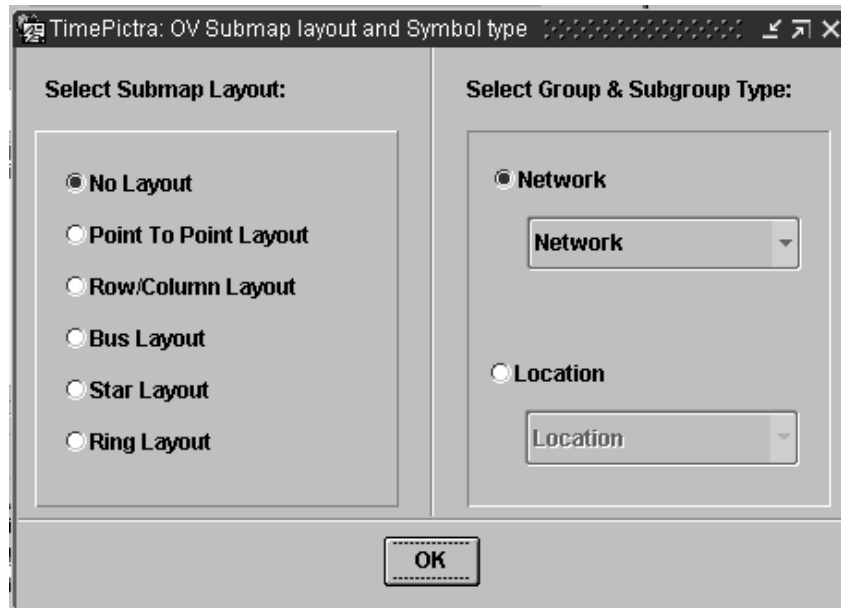 TimePictra: OV Submap layout and Symbol type
Select Submap Layout:
No Layout
Point To Point Layout
Row/Column Layout
Bus Layout
Star Layout
Ring Layout
Select Group & Subgroup Type:
Network
Network
Location
Location
OK